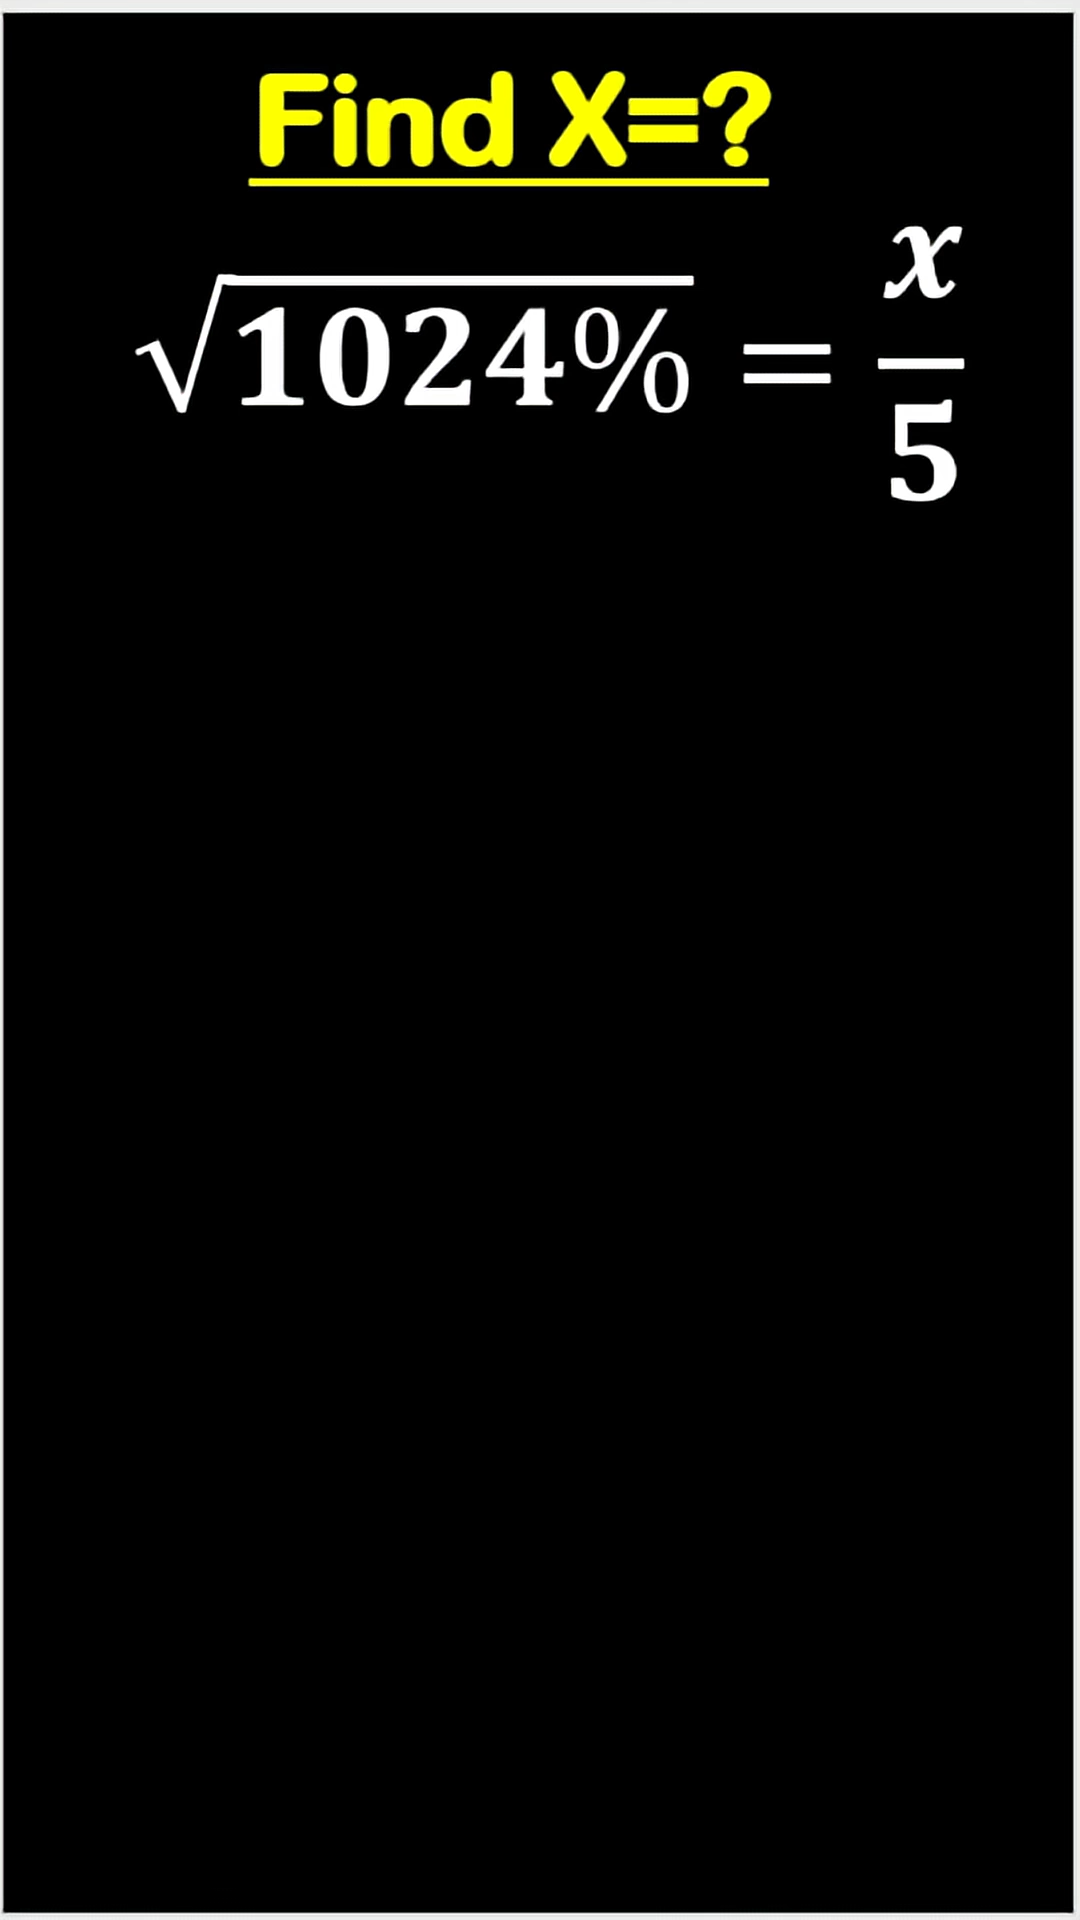 Find X=?
√1024% = x/5